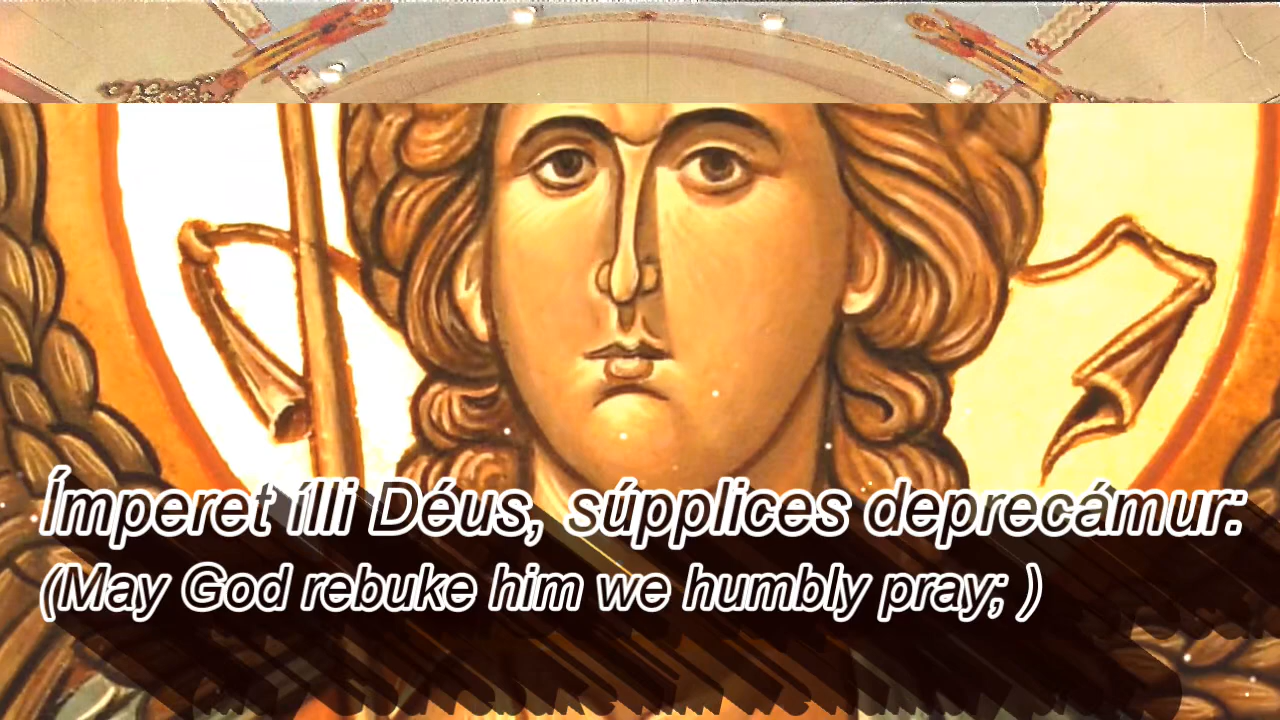 Ímperet ílli Déus, súpplices deprecámur:
(May God rebuke him we humbly pray; )